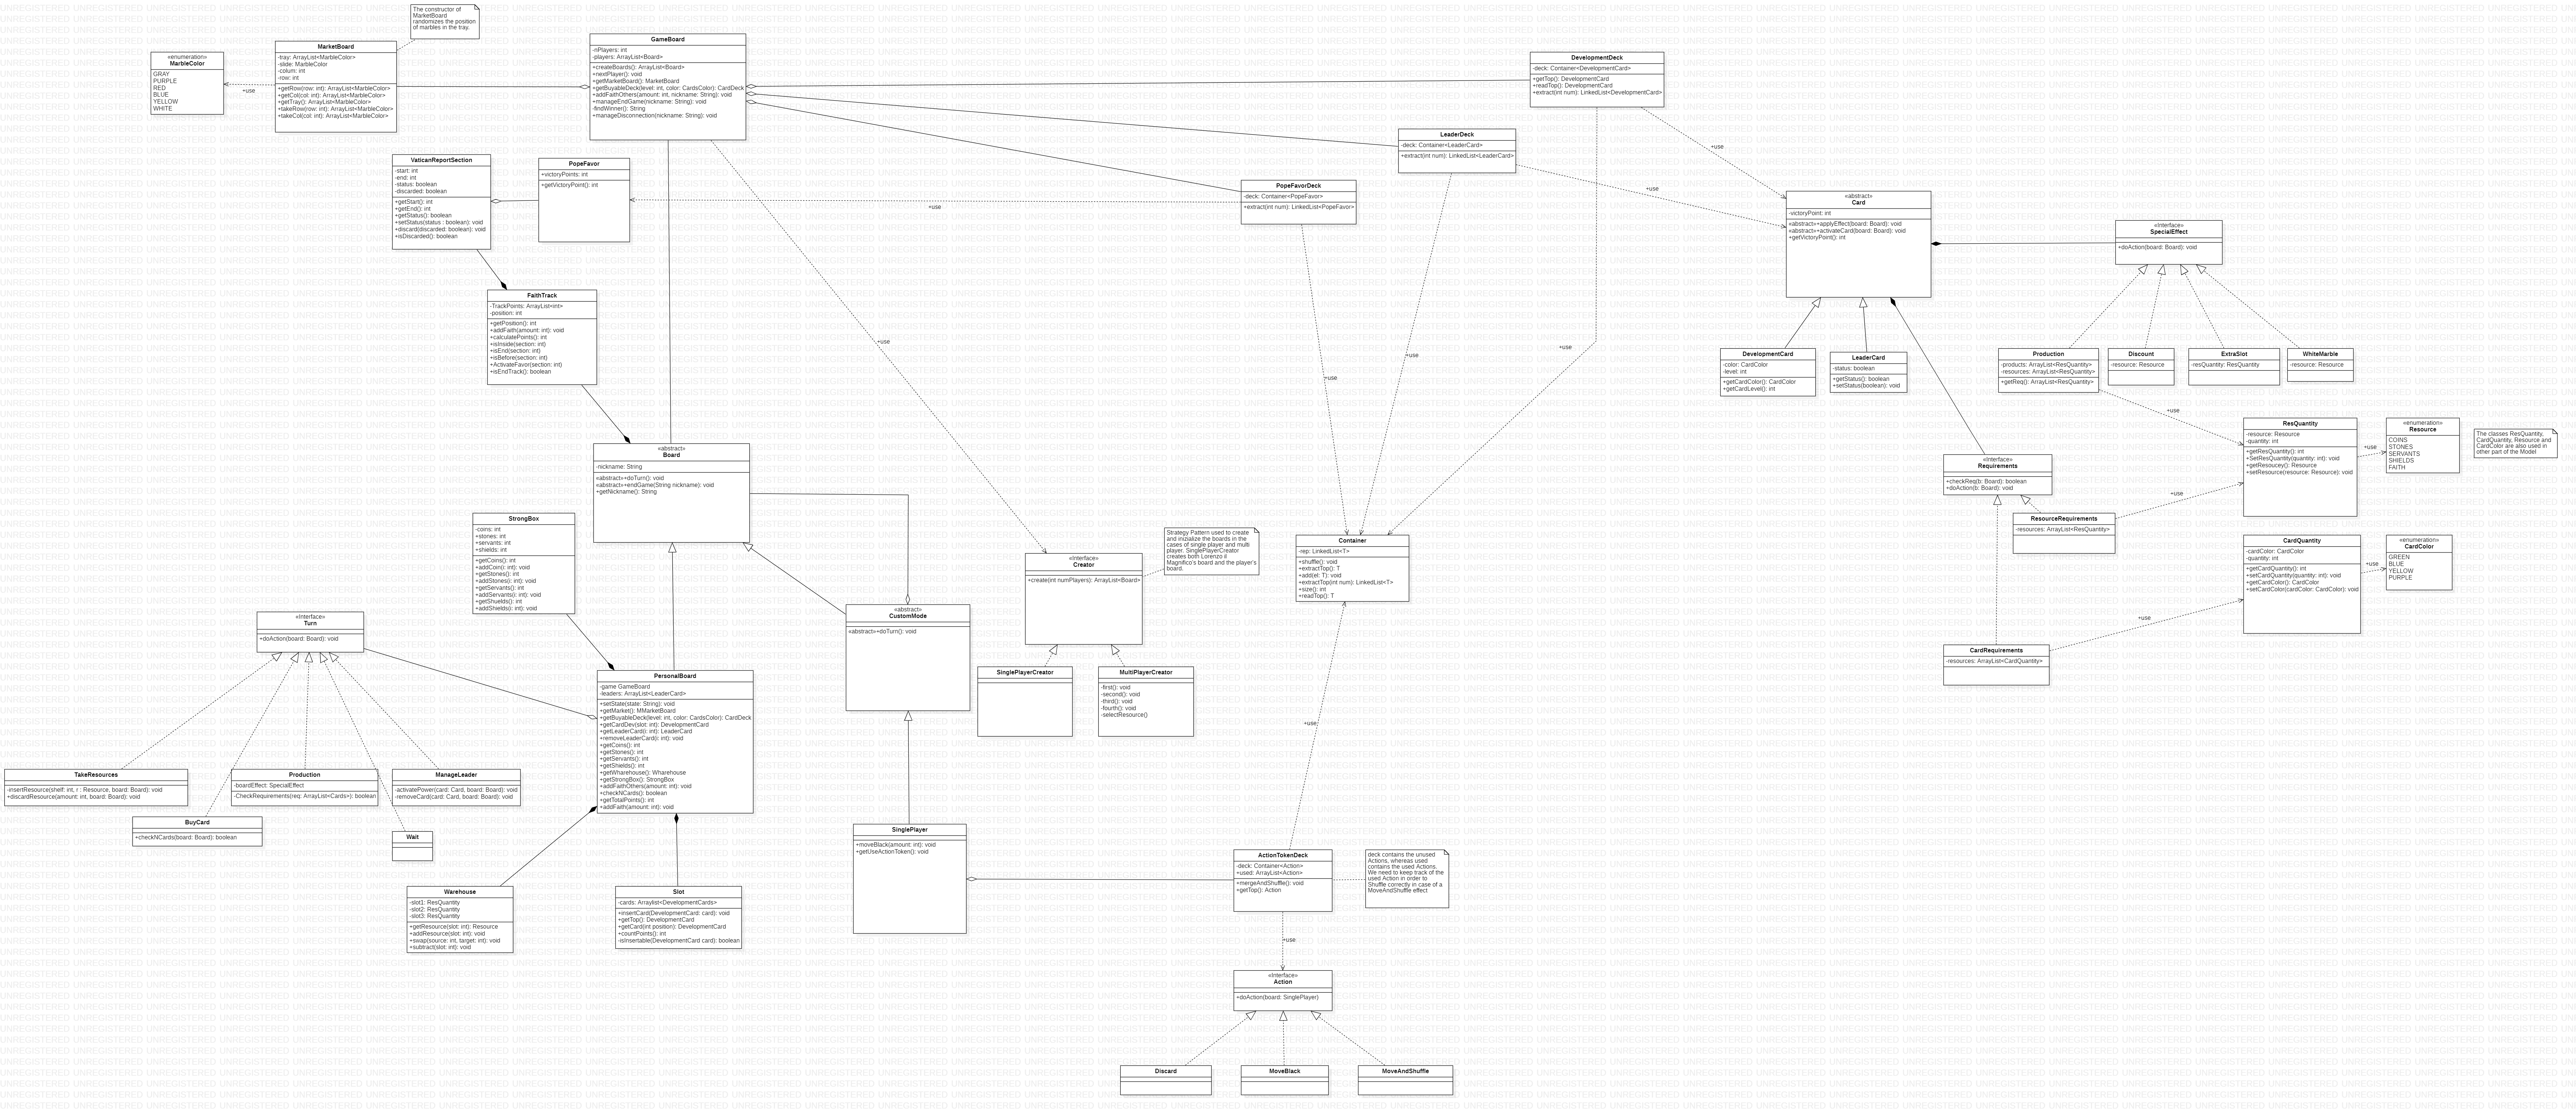 The constructor of
MarketBoard
randomizes the position
of marbles in the tray.
«enumeration»
MarbleColor
GRAY
PURPLE
RED
BLUE
YELLOW
WHITE
+use
MarketBoard
-tray: ArrayList<MarbleColor>
-slide: MarbleColor
-colum: int
-row: int
+getRow(row: int): ArrayList<MarbleColor>
+getCol(col: int): ArrayList<MarbleColor>
+getTray(): ArrayList<MarbleColor>
+takeRow(row: int): ArrayList<MarbleColor>
+takeCol(col: int): ArrayList<MarbleColor>
GameBoard
-nPlayers: int
-players: ArrayList<Board>
+createBoards(): ArrayList<Board>
+nextPlayer(): void
+getMarketBoard(): MarketBoard
+getBuyableDeck(level: int, color: CardsColor): CardDeck
+addFaithOthers(amount: int, nickname: String): void
+manageEndGame(nickname: String): void
-findWinner(): String
+manageDisconnection(nickname: String): void
DevelopmentDeck
-deck: Container<DevelopmentCard>
+getTop(): DevelopmentCard
+readTop(): DevelopmentCard
+extract(int num): LinkedList<DevelopmentCard>
LeaderDeck
-deck: Container<LeaderCard>
+extract(int num): LinkedList<LeaderCard>
+use
+use
PopeFavorDeck
-deck: Container<PopeFavor>
+extract(int num): LinkedList<PopeFavor>
+use
VaticanReportSection
-start: int
-end: int
-status: boolean
-discarded: boolean
+getStart(): int
+getEnd(): int
+getStatus(): boolean
+setStatus(status : boolean): void
+discard(discarded: boolean): void
+isDiscarded(): boolean
PopeFavor
+victoryPoints: int
+getVictoryPoint(): int
«abstract»
Card
-victoryPoint: int
«abstract»+applyEffect(board: Board): void
«abstract»+activateCard(board: Board): void
+getVictoryPoint(): int
«Interface»
SpecialEffect
+doAction(board: Board): void
FaithTrack
-TrackPoints: ArrayList<int>
-position: int
+getPosition(): int
+addFaith(amount: int): void
+calculatePoints(): int
+isInside(section: int)
+isEnd(section: int)
+isBefore(section: int)
+ActivateFavor(section: int)
+isEndTrack(): boolean
+use
+use
+use
+use
DevelopmentCard
-color: CardColor
-level: int
+getCardColor(): CardColor
+getCardLevel(): int
LeaderCard
-status: boolean
+getStatus(): boolean
+setStatus(boolean): void
Production
-products: ArrayList<ResQuantity>
-resources: ArrayList<ResQuantity>
+getReq(): ArrayList<ResQuantity>
Discount
-resource: Resource
ExtraSlot
-resQuantity: ResQuantity
WhiteMarble
-resource: Resource
+use
ResQuantity
-resource: Resource
-quantity: int
+getResQuantity(): int
+SetResQuantity(quantity: int): void
+getResoucey(): Resource
+setResource(resource: Resource): void
+use
«enumeration»
Resource
COINS
STONES
SERVANTS
SHIELDS
FAITH
The classes ResQuantity,
CardQuantity, Resource and
CardColor are also used in
other part of the Model
«abstract»
Board
-nickname: String
«abstract»+doTurn(): void
«abstract»+endGame(String nickname): void
+getNickname(): String
«Interface»
Requirements
+checkReq(b: Board): boolean
+doAction(b: Board): void
+use
ResourceRequirements
-resources: ArrayList<ResQuantity>
StrongBox
-coins: int
+stones: int
+servants: int
+shields: int
+getCoins(): int
+addCoin(i: int): void
+getStones(): int
+addStones(i: int): void
+getServants(): int
+addServants(i: int): void
+getShuelds(): int
+addShields(i: int): void
Strategy Pattern used to create
and inizialize the boards in the
cases of single player and multi
player. SinglePlayerCreator
creates both Lorenzo il
Magnifico's board and the player's
board.
«Interface»
Creator
+create(int numPlayers): ArrayList<Board>
Container
-rep: LinkedList<T>
+shuffle(): void
+extractTop(): T
+add(el: T): void
+extractTop(int num): LinkedList<T>
+size(): int
+readTop(): T
CardQuantity
-cardColor: CardColor
-quantity: int
+getCardQuantity(): int
+setCardQuantity(quantity: int): void
+getCardColor(): CardColor
+setCardColor(cardColor: CardColor): void
+use
«enumeration»
CardColor
GREEN
BLUE
YELLOW
PURPLE
+use
CardRequirements
-resources: ArrayList<CardQuantity>
«Interface»
Turn
+doAction(board: Board): void
«abstract»
CustomMode
«abstract»+doTurn(): void
SinglePlayerCreator
MultiPlayerCreator
-first(): void
-second(): void
-third(): void
-fourth(): void
-selectResource()
+use
PersonalBoard
-game GameBoard
-leaders: ArrayList<LeaderCard>
+setState(state: String): void
+getMarket(): MMarketBoard
+getBuyableDeck(level: int, color: CardsColor): CardDeck
+getCardDev(slot: int): DevelopmentCard
+getLeaderCard(i: int): LeaderCard
+removeLeaderCard(i: int): void
+getCoins(): int
+getStones(): int
+getServants(): int
+getShields(): int
+getWharehouse(): Wharehouse
+getStrongBox(): StrongBox
+addFaithOthers(amount: int): void
+checkNCards(): boolean
+getTotalPoints(): int
+addFaith(amount: int): void
TakeResources
-insertResource(shelf: int, r : Resource, board: Board): void
+discardResource(amount: int, board: Board): void
Production
-boardEffect: SpecialEffect
-CheckRequirements(req: ArrayList<Cards>): boolean
ManageLeader
-activatePower(card: Card, board: Board): void
-removeCard(card: Card, board: Board): void
BuyCard
+checkNCards(board: Board): boolean
Wait
SinglePlayer
+moveBlack(amount: int): void
+getUseActionToken(): void
ActionTokenDeck
-deck: Container<Action>
+used: ArrayList<Action>
+mergeAndShuffle(): void
+getTop(): Action
deck contains the unused
Actions, whereas used
contains the used Actions.
We need to keep track of the
used Action in order to
Shuffle correctly in case of a
MoveAndShuffle effect
Warehouse
-slot1: ResQuantity
-slot2: ResQuantity
-slot3: ResQuantity
+getResource(slot: int): Resource
+addResource(slot: int): void
+swap(source: int, target: int): void
+subtract(slot: int): void
Slot
-cards: Arraylist<DevelopmentCards>
+insertCard(DevelopmentCard: card): void
+getTop(): DevelopmentCard
+getCard(int position): DevelopmentCard
+countPoints(): int
-isInsertable(DevelopmentCard card): boolean
+use
«Interface»
Action
+doAction(board: SinglePlayer)
Discard
MoveBlack
MoveAndShuffle